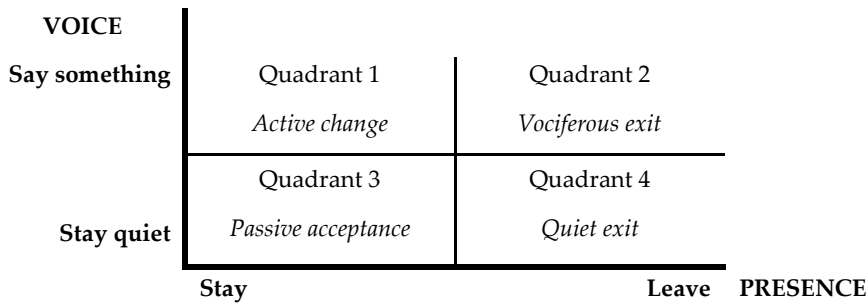 VOICE
Say something Quadrant 1 Quadrant 2
Active change Vociferous exit
Quadrant 3 Quadrant 4
Stay quiet Passive acceptance Quiet exit
Stay Leave PRESENCE